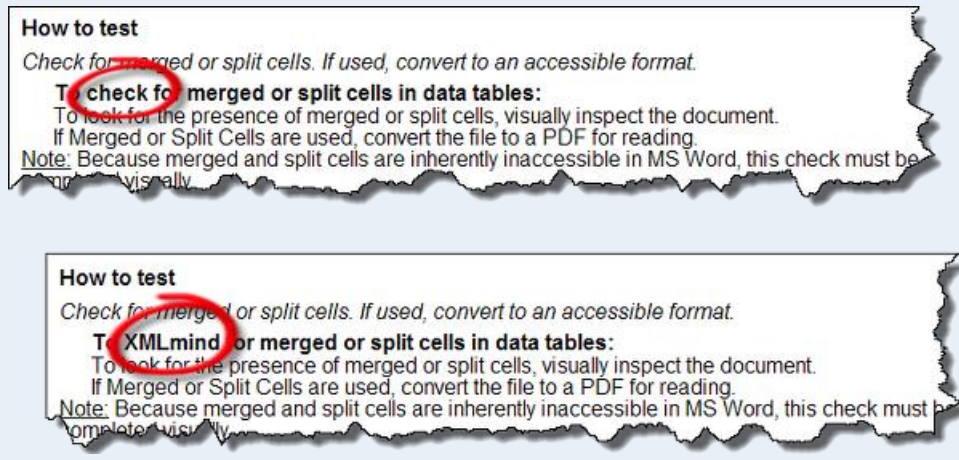 How to test
Check for merged or split cells. If used, convert to an accessible format.
To check for merged or split cells in data tables:
To look for the presence of merged or split cells, visually inspect the document.
If Merged or Split Cells are used, convert the file to a PDF for reading.
Note: Because merged and split cells are inherently inaccessible in MS Word, this check must be
completed visually
How to test
Check for merged or split cells. If used, convert to an accessible format.
To XMLmind for merged or split cells in data tables:
To look for the presence of merged or split cells, visually inspect the document.
If Merged or Split Cells are used, convert the file to a PDF for reading.
Note: Because merged and split cells are inherently inaccessible in MS Word, this check must
completed visually